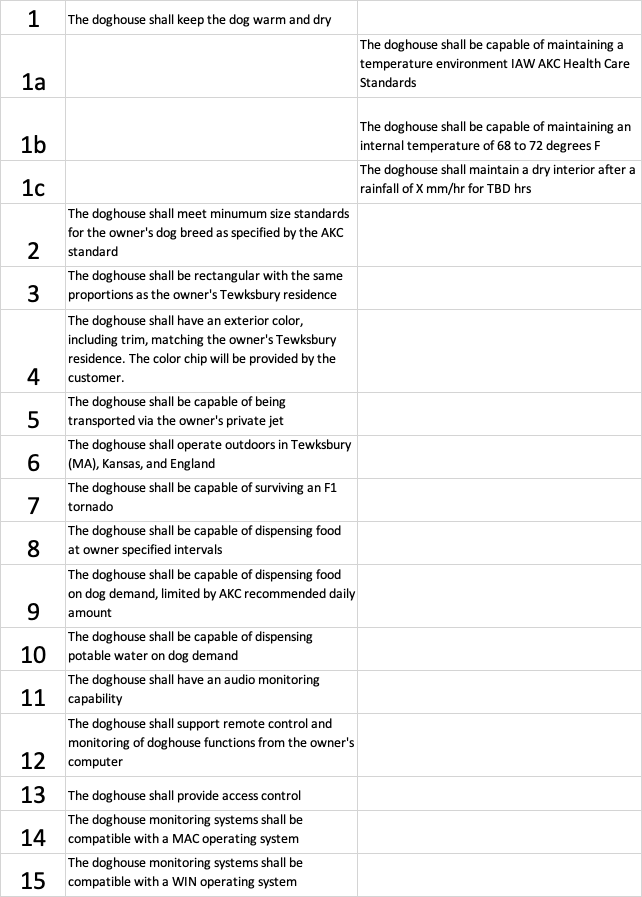 1 The doghouse shall keep the dog warm and dry
The doghouse shall be capable of maintaining a
temperature environment IAW AKC Health Care
1a Standards
The doghouse shall be capable of maintaining an
1b internal temperature of 68 to 72 degrees F
The doghouse shall maintain a dry interior after a
1c rainfall of X mm/hr for TBD hrs
The doghouse shall meet minumum size standards
for the owner's dog breed as specified by the AKC
2 standard
The doghouse shall be rectangular with the same
3 proportions as the owner's Tewksbury residence
The doghouse shall have an exterior color,
including trim, matching the owner's Tewksbury
residence. The color chip will be provided by the
4 customer.
The doghouse shall be capable of being
5 transported via the owner's private jet
The doghouse shall operate outdoors in Tewksbury
6 (MA), Kansas, and England
The doghouse shall be capable of surviving an F1
7 tornado
The doghouse shall be capable of dispensing food
8 at owner specified intervals
The doghouse shall be capable of dispensing food
on dog demand, limited by AKC recommended daily
9 amount
The doghouse shall be capable of dispensing
10 potable water on dog demand
The doghouse shall have an audio monitoring
11 capability
The doghouse shall support remote control and
monitoring of doghouse functions from the owner's
12 computer
13 The doghouse shall provide access control
The doghouse monitoring systems shall be
14 compatible with a MAC operating system
The doghouse monitoring systems shall be
15 compatible with a WIN operating system